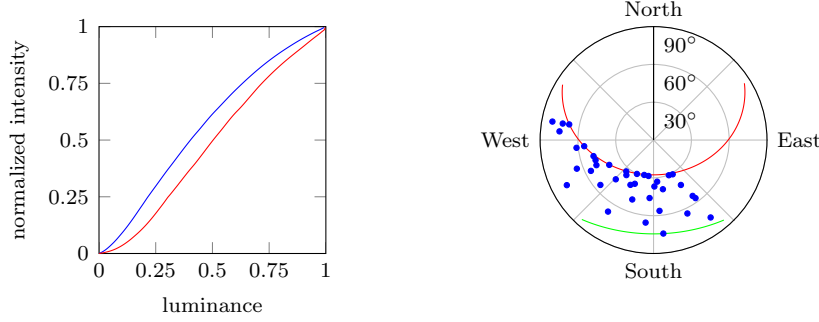 normalized intensity
1
0.75
0.5
0.25
0
0 0.25 0.5 0.75 1
luminance
North
90°
60°
30°
West East
South